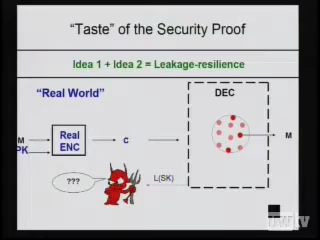 “Taste” of the Security Proof
Idea 1 + Idea 2 = Leakage-resilience
“Real World”
DEC
M
PK
Real
ENC
C
M
???
L(SK)